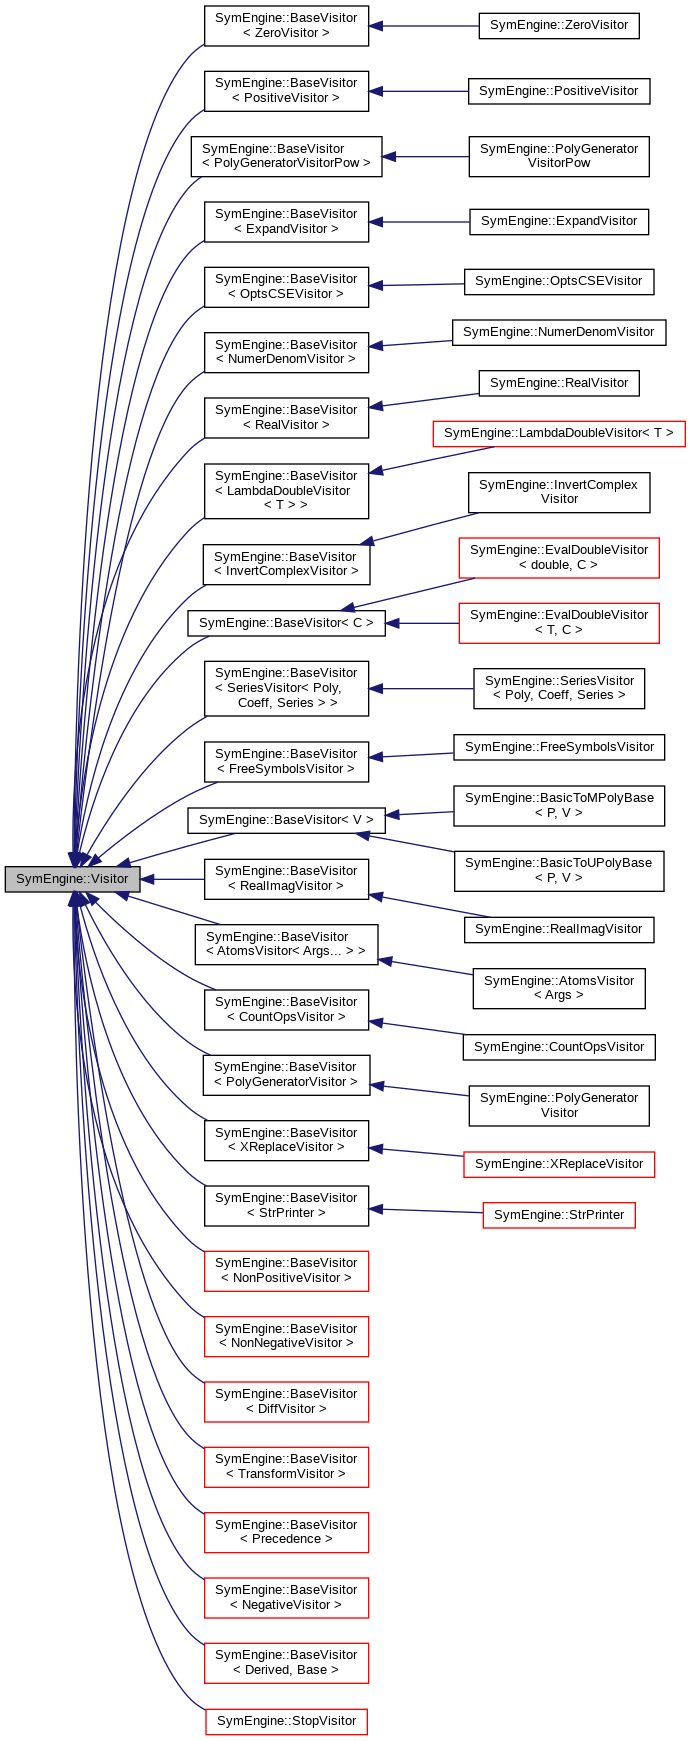 SymEngine::BaseVisitor
< ZeroVisitor >
SymEngine::ZeroVisitor
SymEngine::BaseVisitor
< PositiveVisitor >
SymEngine::PositiveVisitor
SymEngine::BaseVisitor
< PolyGeneratorVisitorPow >
SymEngine::PolyGenerator
VisitorPow
SymEngine::BaseVisitor
< ExpandVisitor >
SymEngine::ExpandVisitor
SymEngine::BaseVisitor
< OptsCSEVisitor >
SymEngine::OptsCSEVisitor
SymEngine::BaseVisitor
< NumerDenomVisitor >
SymEngine::NumerDenomVisitor
SymEngine::BaseVisitor
< RealVisitor >
SymEngine::RealVisitor
SymEngine::BaseVisitor
< LambdaDoubleVisitor
< T > >
SymEngine::LambdaDoubleVisitor< T >
SymEngine::BaseVisitor
< InvertComplexVisitor >
SymEngine::InvertComplex
Visitor
SymEngine::BaseVisitor< C >
SymEngine::EvalDoubleVisitor
< double, C >
SymEngine::EvalDoubleVisitor
< T, C >
SymEngine::BaseVisitor
< SeriesVisitor< Poly,
Coeff, Series > >
SymEngine::SeriesVisitor
< Poly, Coeff, Series >
SymEngine::BaseVisitor
< FreeSymbolsVisitor >
SymEngine::FreeSymbolsVisitor
SymEngine::BaseVisitor< V >
SymEngine::BasicToMPolyBase
< P, V >
SymEngine::BasicToUPolyBase
< P, V >
SymEngine::Visitor
SymEngine::BaseVisitor
< RealImagVisitor >
SymEngine::RealImagVisitor
SymEngine::BaseVisitor
< AtomsVisitor< Args... > >
SymEngine::AtomsVisitor
< Args >
SymEngine::BaseVisitor
< CountOpsVisitor >
SymEngine::CountOpsVisitor
SymEngine::BaseVisitor
< PolyGeneratorVisitor >
SymEngine::PolyGenerator
Visitor
SymEngine::BaseVisitor
< XReplaceVisitor >
SymEngine::XReplaceVisitor
SymEngine::BaseVisitor
< StrPrinter >
SymEngine::StrPrinter
SymEngine::BaseVisitor
< NonPositiveVisitor >
SymEngine::BaseVisitor
< NonNegativeVisitor >
SymEngine::BaseVisitor
< DiffVisitor >
SymEngine::BaseVisitor
< TransformVisitor >
SymEngine::BaseVisitor
< Precedence >
SymEngine::BaseVisitor
< NegativeVisitor >
SymEngine::BaseVisitor
< Derived, Base >
SymEngine::StopVisitor